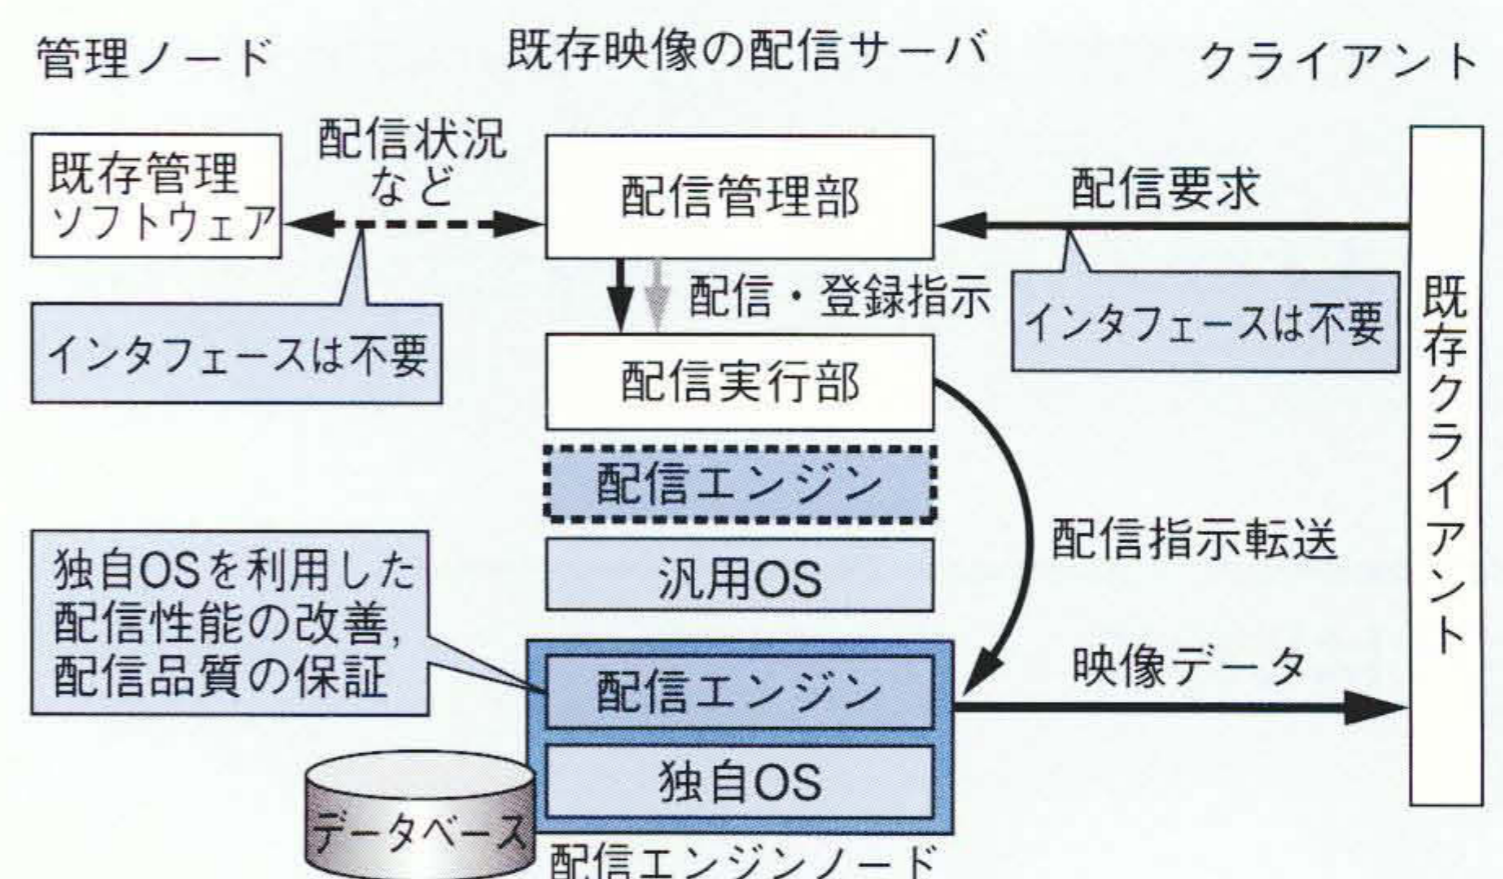 管理ノード
既存映像の配信サーバ
クライアント
既存管理
ソフトウェア
配信状況
など
配信管理部
配信要求
インタフェースは不要
配信・登録指示
インタフェースは不要
配信実行部
既存クライアント
配信エンジン
汎用OS
配信指示転送
独自OSを利用した
配信性能の改善,
配信品質の保証
配信エンジン
映像データ
独自OS
データベース
配信エンジンノード